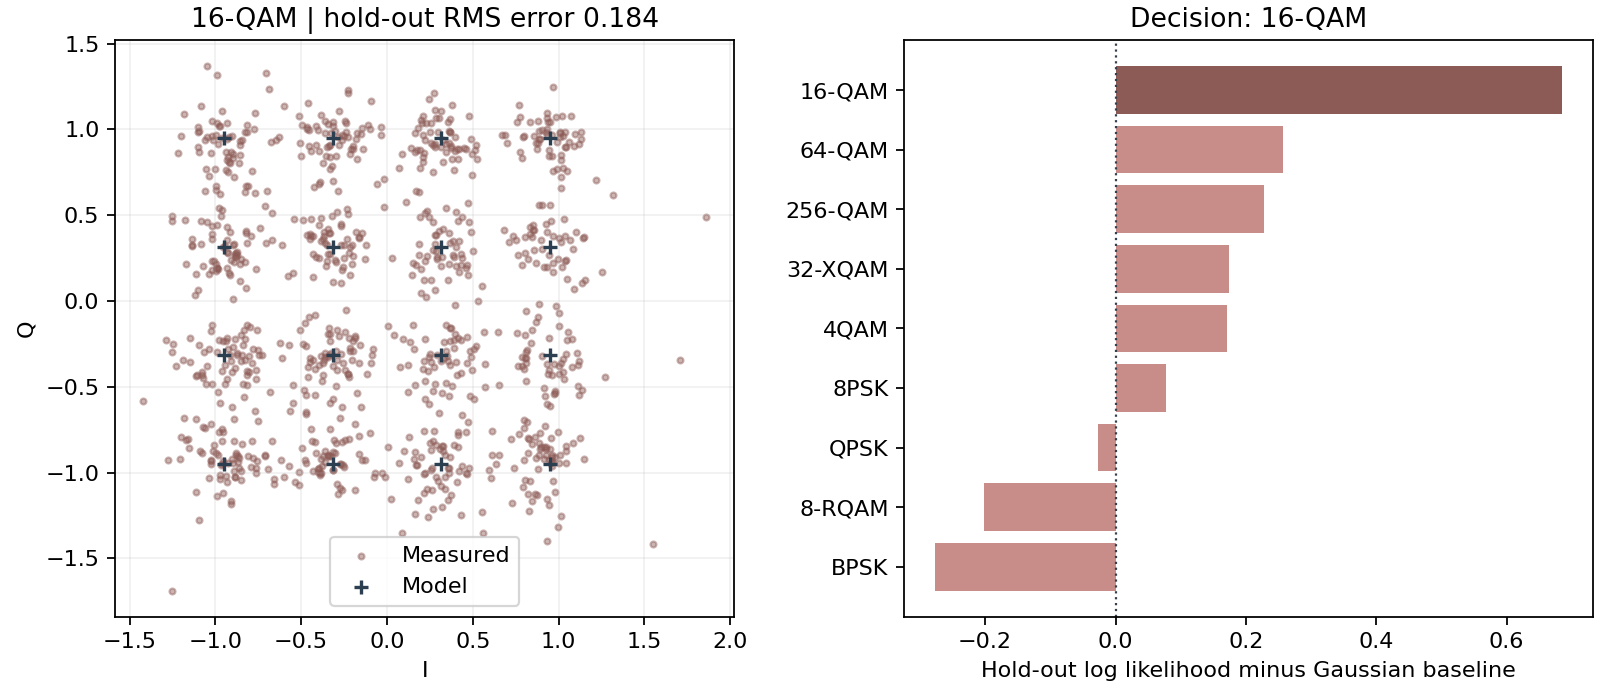 16-QAM | hold-out RMS error 0.184
1.5
1.0
0.5
0.0
−0.5
−1.0
−1.5
Q
Measured
Model
−1.5
−1.0
−0.5
0.0
0.5
1.0
1.5
2.0
I
Decision: 16-QAM
16-QAM
64-QAM
256-QAM
32-XQAM
4QAM
8PSK
QPSK
8-RQAM
BPSK
−0.2
0.0
0.2
0.4
0.6
Hold-out log likelihood minus Gaussian baseline